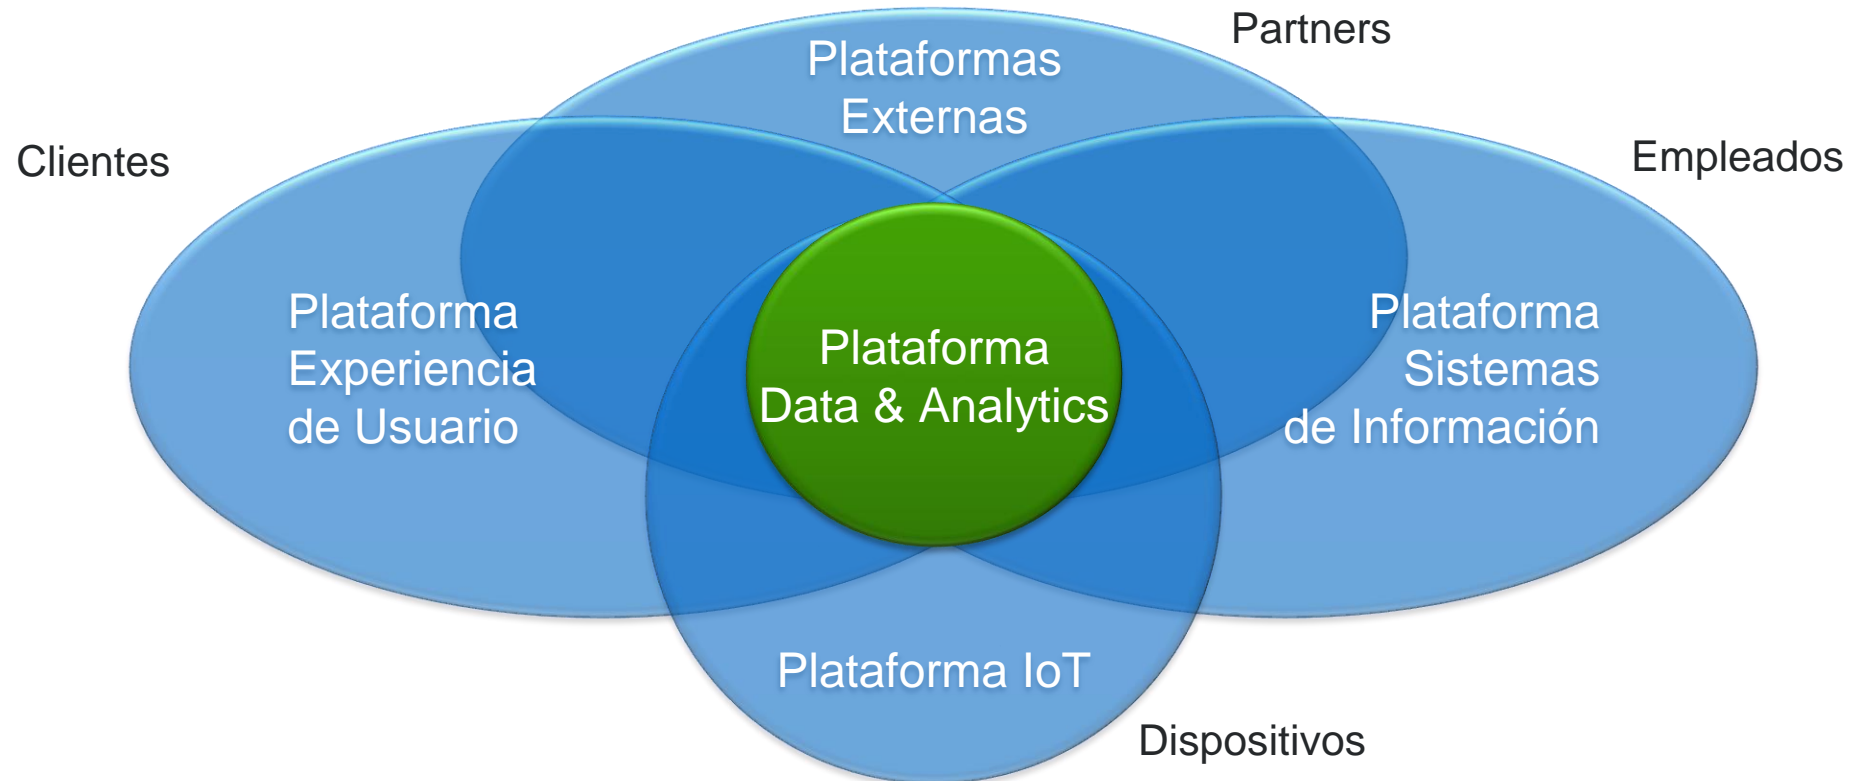 Partners
Plataformas
Externas
Clientes
Empleados
Plataforma
Experiencia
de Usuario
Plataforma
Data & Analytics
Plataforma
Sistemas
de Información
Plataforma IoT
Dispositivos